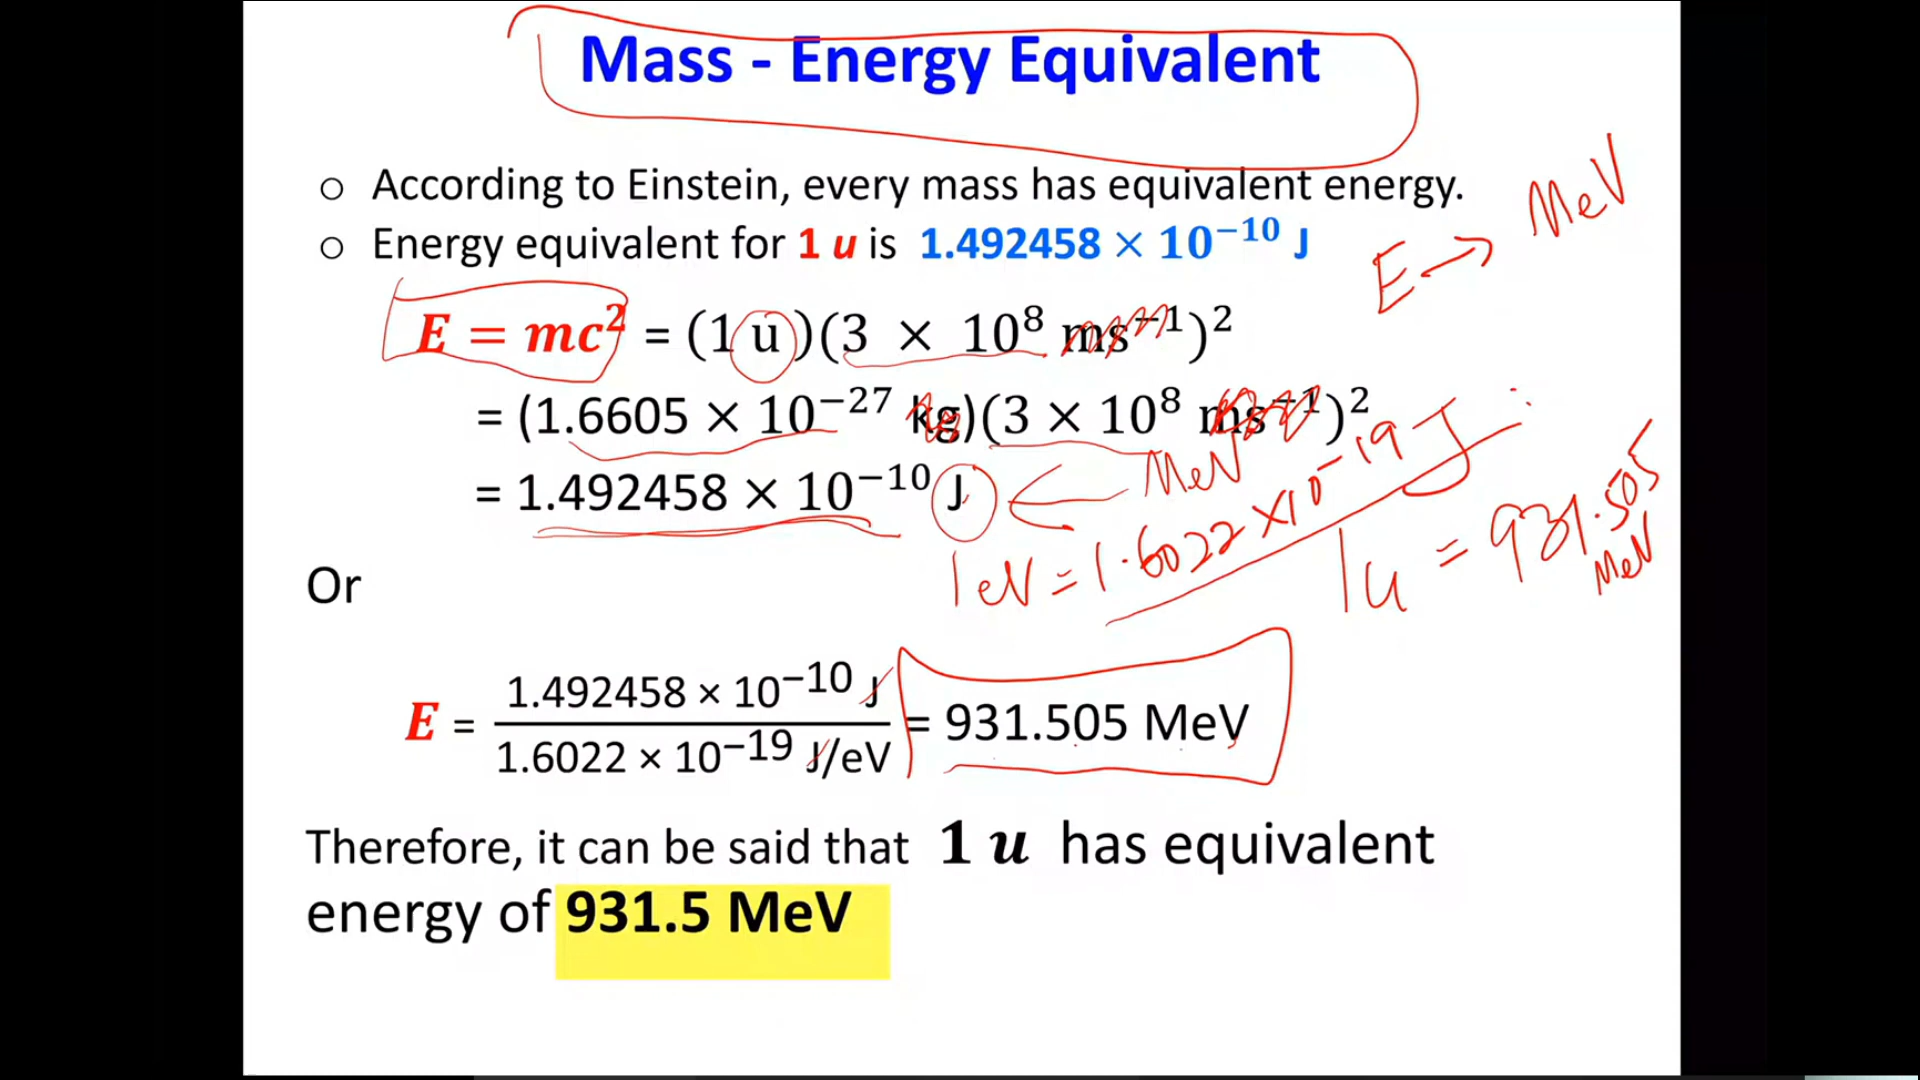 Mass - Energy Equivalent
○ According to Einstein, every mass has equivalent energy.
MeV
○ Energy equivalent for 1 u is 1.492458 × 10⁻¹⁰ J
E →
E = mc² = (1 u)(3 × 10⁸ ms⁻¹)²
= (1.6605 × 10⁻²⁷ kg)(3 × 10⁸ ms⁻¹)²
= 1.492458 × 10⁻¹⁰ J ← MeV
1 eV = 1.6022 × 10⁻¹⁹ J
1 u = 931.505 MeV
Or
E = 1.492458 × 10⁻¹⁰ J / 1.6022 × 10⁻¹⁹ J/eV = 931.505 MeV
Therefore, it can be said that 1 u has equivalent
energy of 931.5 MeV